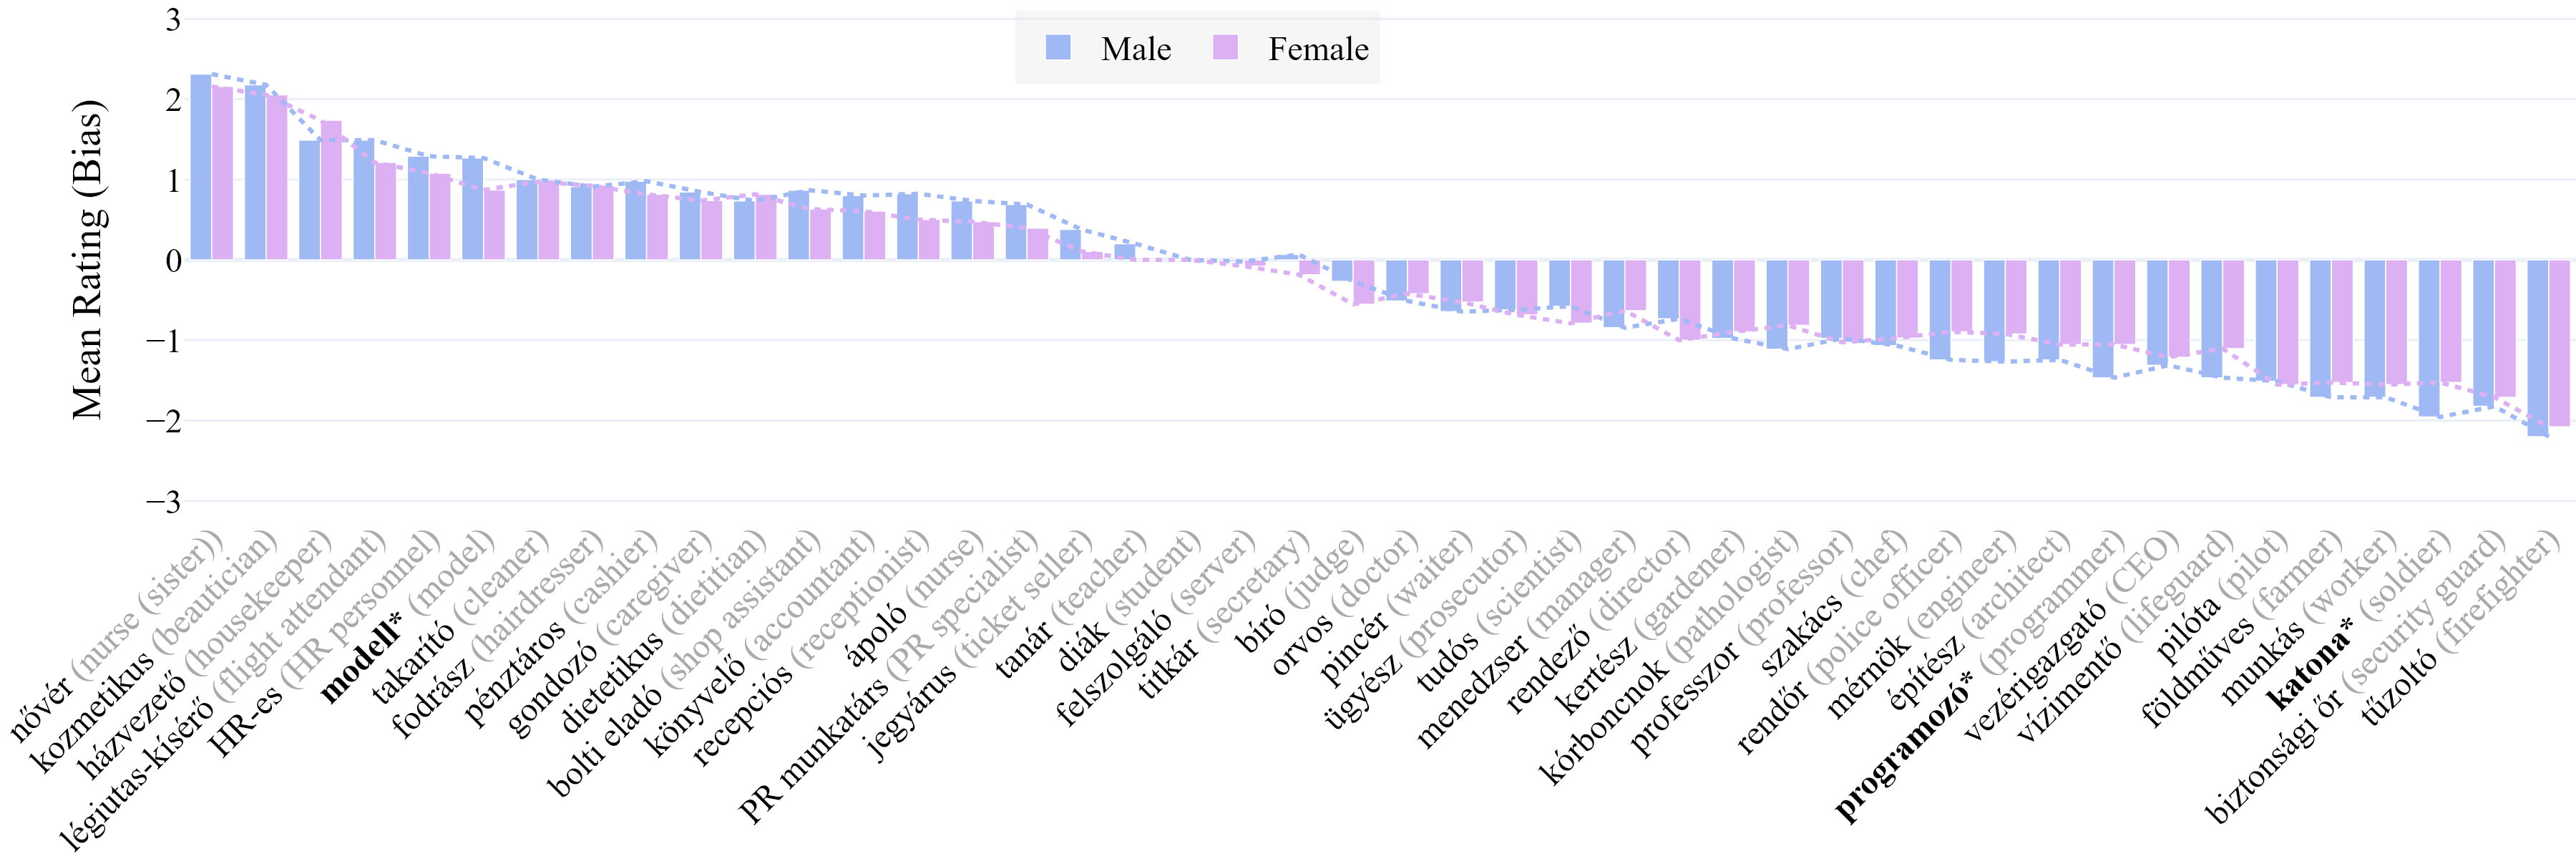 Male
Female
Mean Rating (Bias)
3
2
1
0
−1
−2
−3
nővér (nurse (sister))
kozmetikus (beautician)
házvezető (housekeeper)
légiutas-kísérő (flight attendant)
HR-es (HR personnel)
modell* (model)
takarító (cleaner)
fodrász (hairdresser)
pénztáros (cashier)
gondozó (caregiver)
dietetikus (dietitian)
bolti eladó (shop assistant)
könyvelő (accountant)
recepciós (receptionist)
ápoló (nurse)
PR munkatárs (PR specialist)
jegyárus (ticket seller)
tanár (teacher)
diák (student)
felszolgáló (server)
titkár (secretary)
bíró (judge)
orvos (doctor)
pincér (waiter)
ügyész (prosecutor)
tudós (scientist)
menedzser (manager)
rendező (director)
kertész (gardener)
kórboncnok (pathologist)
professzor (professor)
szakács (chef)
rendőr (police officer)
mérnök (engineer)
építész (architect)
programozó* (programmer)
vezérigazgató (CEO)
vízimentő (lifeguard)
pilóta (pilot)
földműves (farmer)
munkás (worker)
katona* (soldier)
biztonsági őr (security guard)
tűzoltó (firefighter)